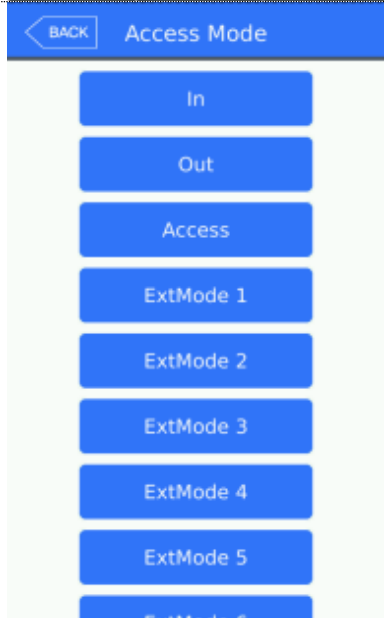 BACK Access Mode
In
Out
Access
ExtMode 1
ExtMode 2
ExtMode 3
ExtMode 4
ExtMode 5